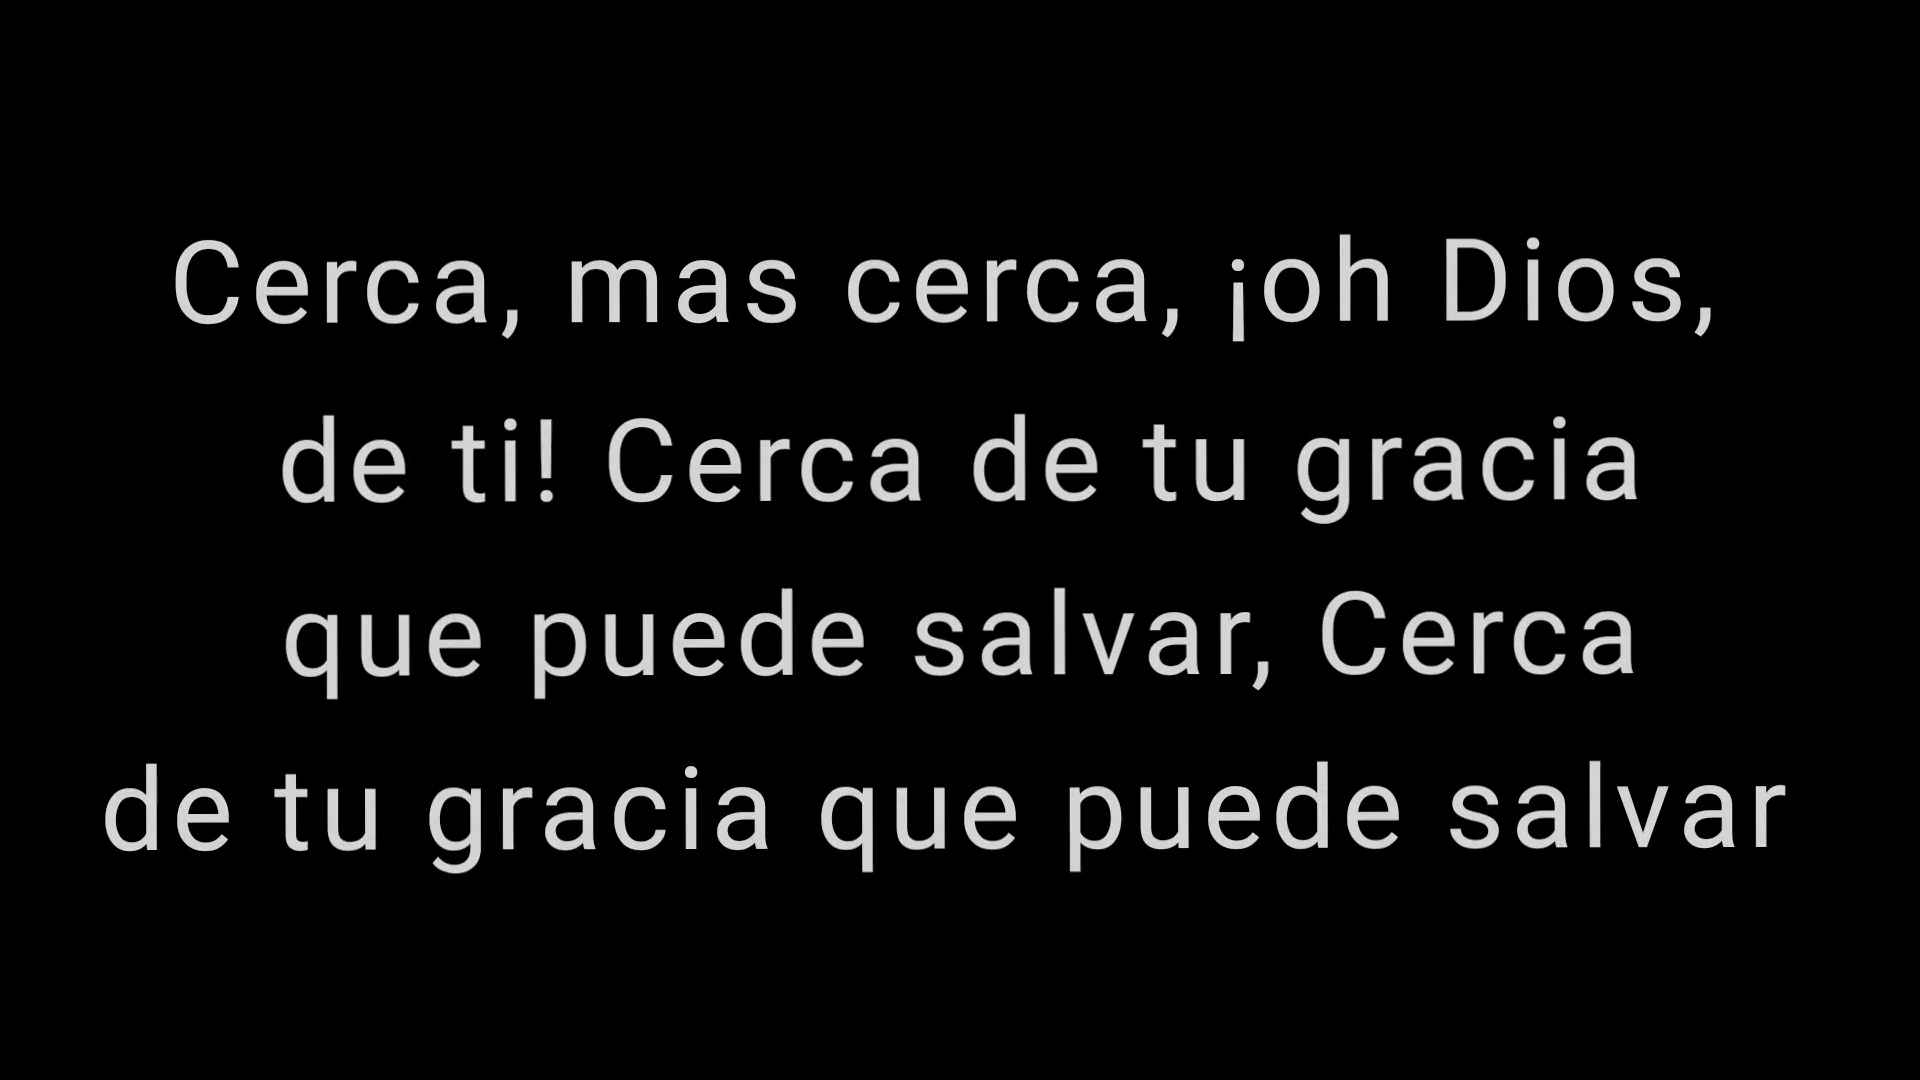 Cerca, mas cerca, ¡oh Dios,
de ti! Cerca de tu gracia
que puede salvar, Cerca
de tu gracia que puede salvar